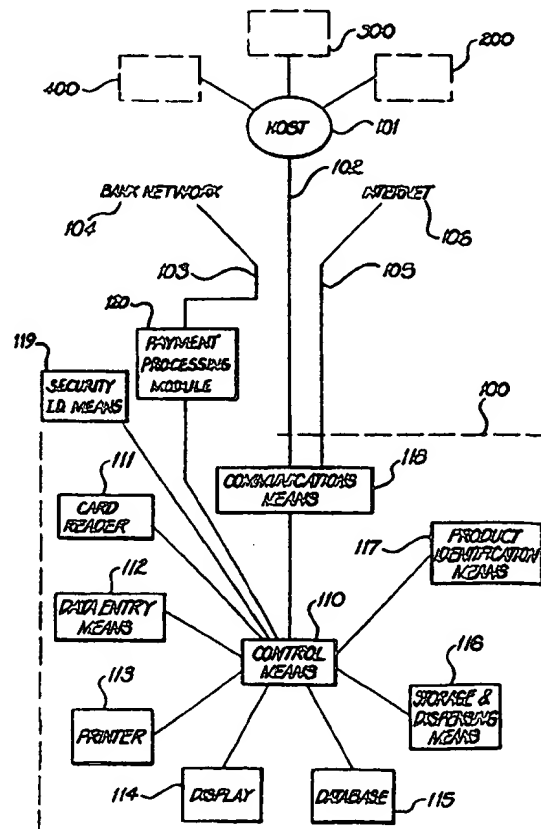 300
400
200
HOST
101
102
BANK NETWORK
104
INTERNET
106
103
105
120
PAYMENT
PROCESSING
MODULE
119
SECURITY
I.D. MEANS
100
111
CARD
READER
COMMUNICATIONS
MEANS
118
117
PRODUCT
IDENTIFICATION
MEANS
112
DATA ENTRY
MEANS
110
CONTROL
MEANS
116
STORAGE &
DISPENSING
MEANS
113
PRINTER
114
DISPLAY
DATABASE
115